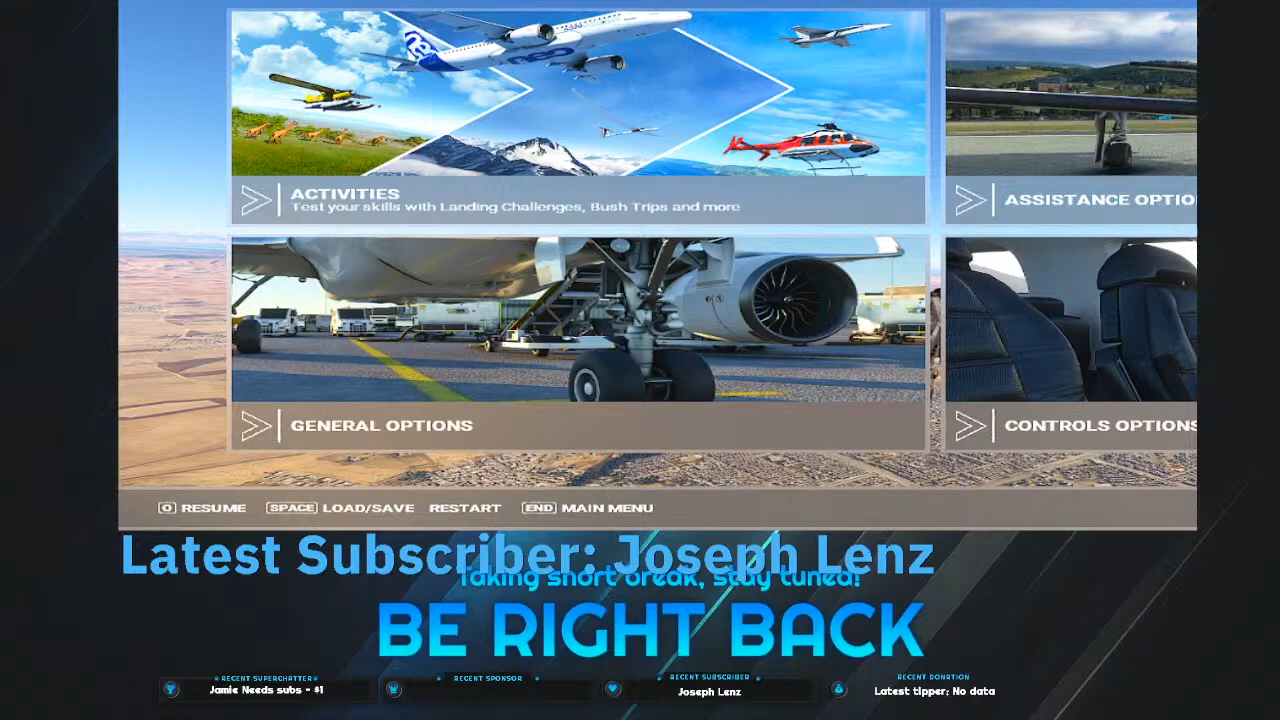 neo
ACTIVITIES
Test your skills with Landing Challenges, Bush Trips and more
ASSISTANCE OPTIO
GENERAL OPTIONS
CONTROLS OPTIONS
O RESUME SPACE LOAD/SAVE RESTART END MAIN MENU
Latest Subscriber: Joseph Lenz
Taking short break, stay tuned!
BE RIGHT BACK
RECENT SUPERCHATTER
Jamie Needs subs - $1
RECENT SPONSOR
RECENT SUBSCRIBER
Joseph Lenz
RECENT DONATION
Latest tipper: No data